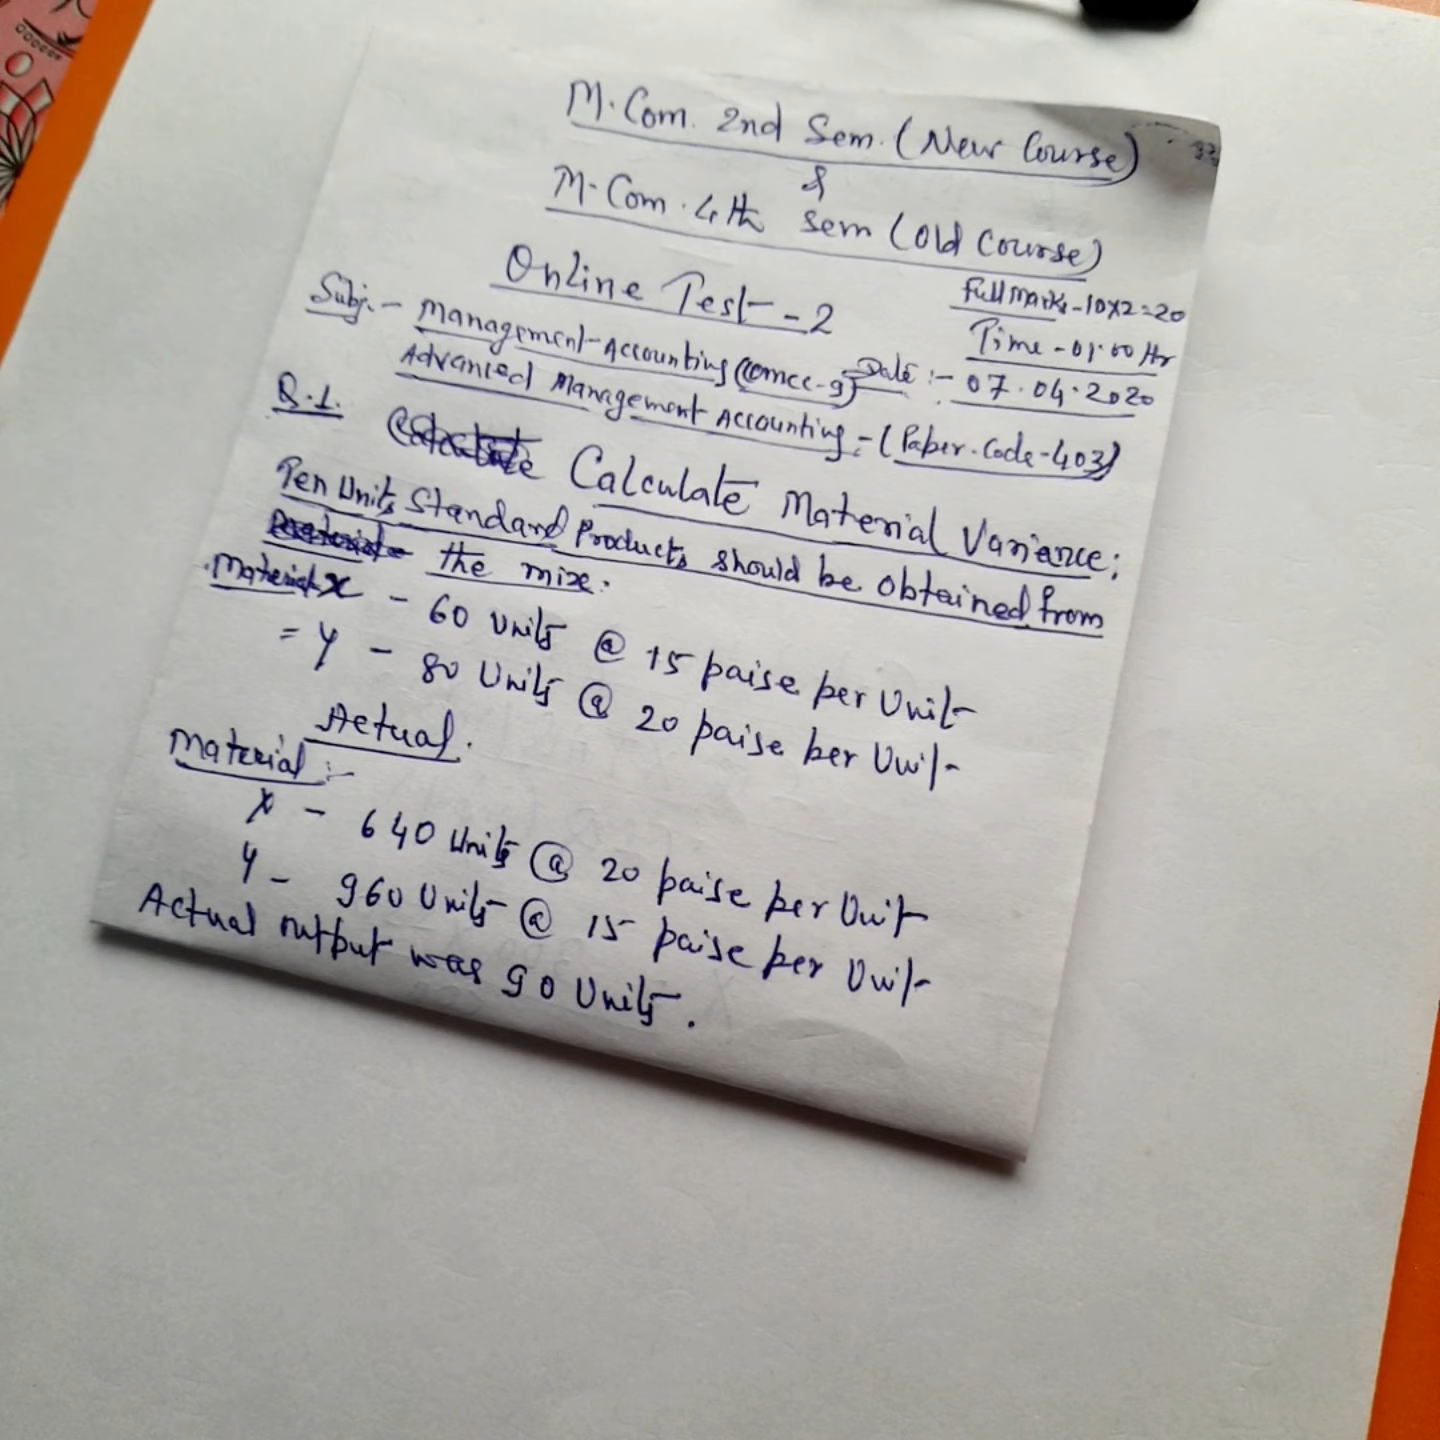 M.Com. 2nd Sem. (New Course)
&
M.Com. 4th Sem (Old Course)
Online Test-2
Full Marks-10x2=20
Time-01.00 Hr
Subj.- Management Accounting (COMCC-9) Date:- 07.04.2020
Advanced Management Accounting:-(Paper.Code-403)
Q.1. Calculate Material Variance:
Ten Units Standard Products should be obtained from
the mix:
Material X - 60 Units @ 15 paise per Unit
= Y - 80 Units @ 20 paise per Unit
Actual.
Material:-
X - 640 Units @ 20 paise per Unit
Y - 960 Units @ 15 paise per Unit
Actual output was 90 Units.